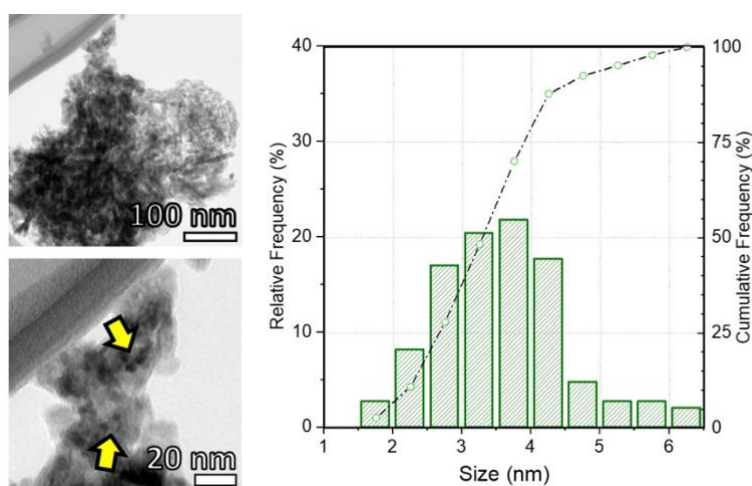 100 nm
20 nm
Relative Frequency (%)
40
30
20
10
0
1 2 3 4 5 6
Size (nm)
100
75
50
25
0
Cumulative Frequency (%)